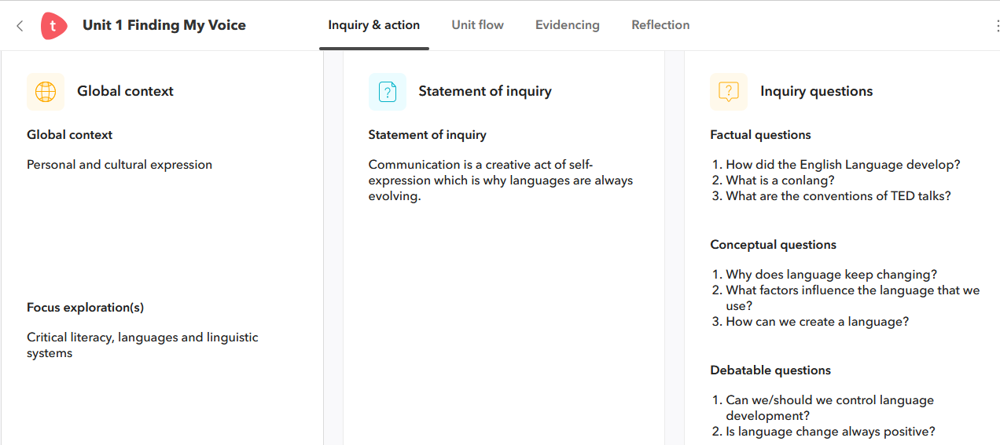 t
Unit 1 Finding My Voice
Inquiry & action
Unit flow
Evidencing
Reflection
Global context
Global context
Personal and cultural expression
Focus exploration(s)
Critical literacy, languages and linguistic
systems
?
Statement of inquiry
Statement of inquiry
Communication is a creative act of self-
expression which is why languages are always
evolving.
?
Inquiry questions
Factual questions
1. How did the English Language develop?
2. What is a conlang?
3. What are the conventions of TED talks?
Conceptual questions
1. Why does language keep changing?
2. What factors influence the language that we
use?
3. How can we create a language?
Debatable questions
1. Can we/should we control language
development?
2. Is language change always positive?